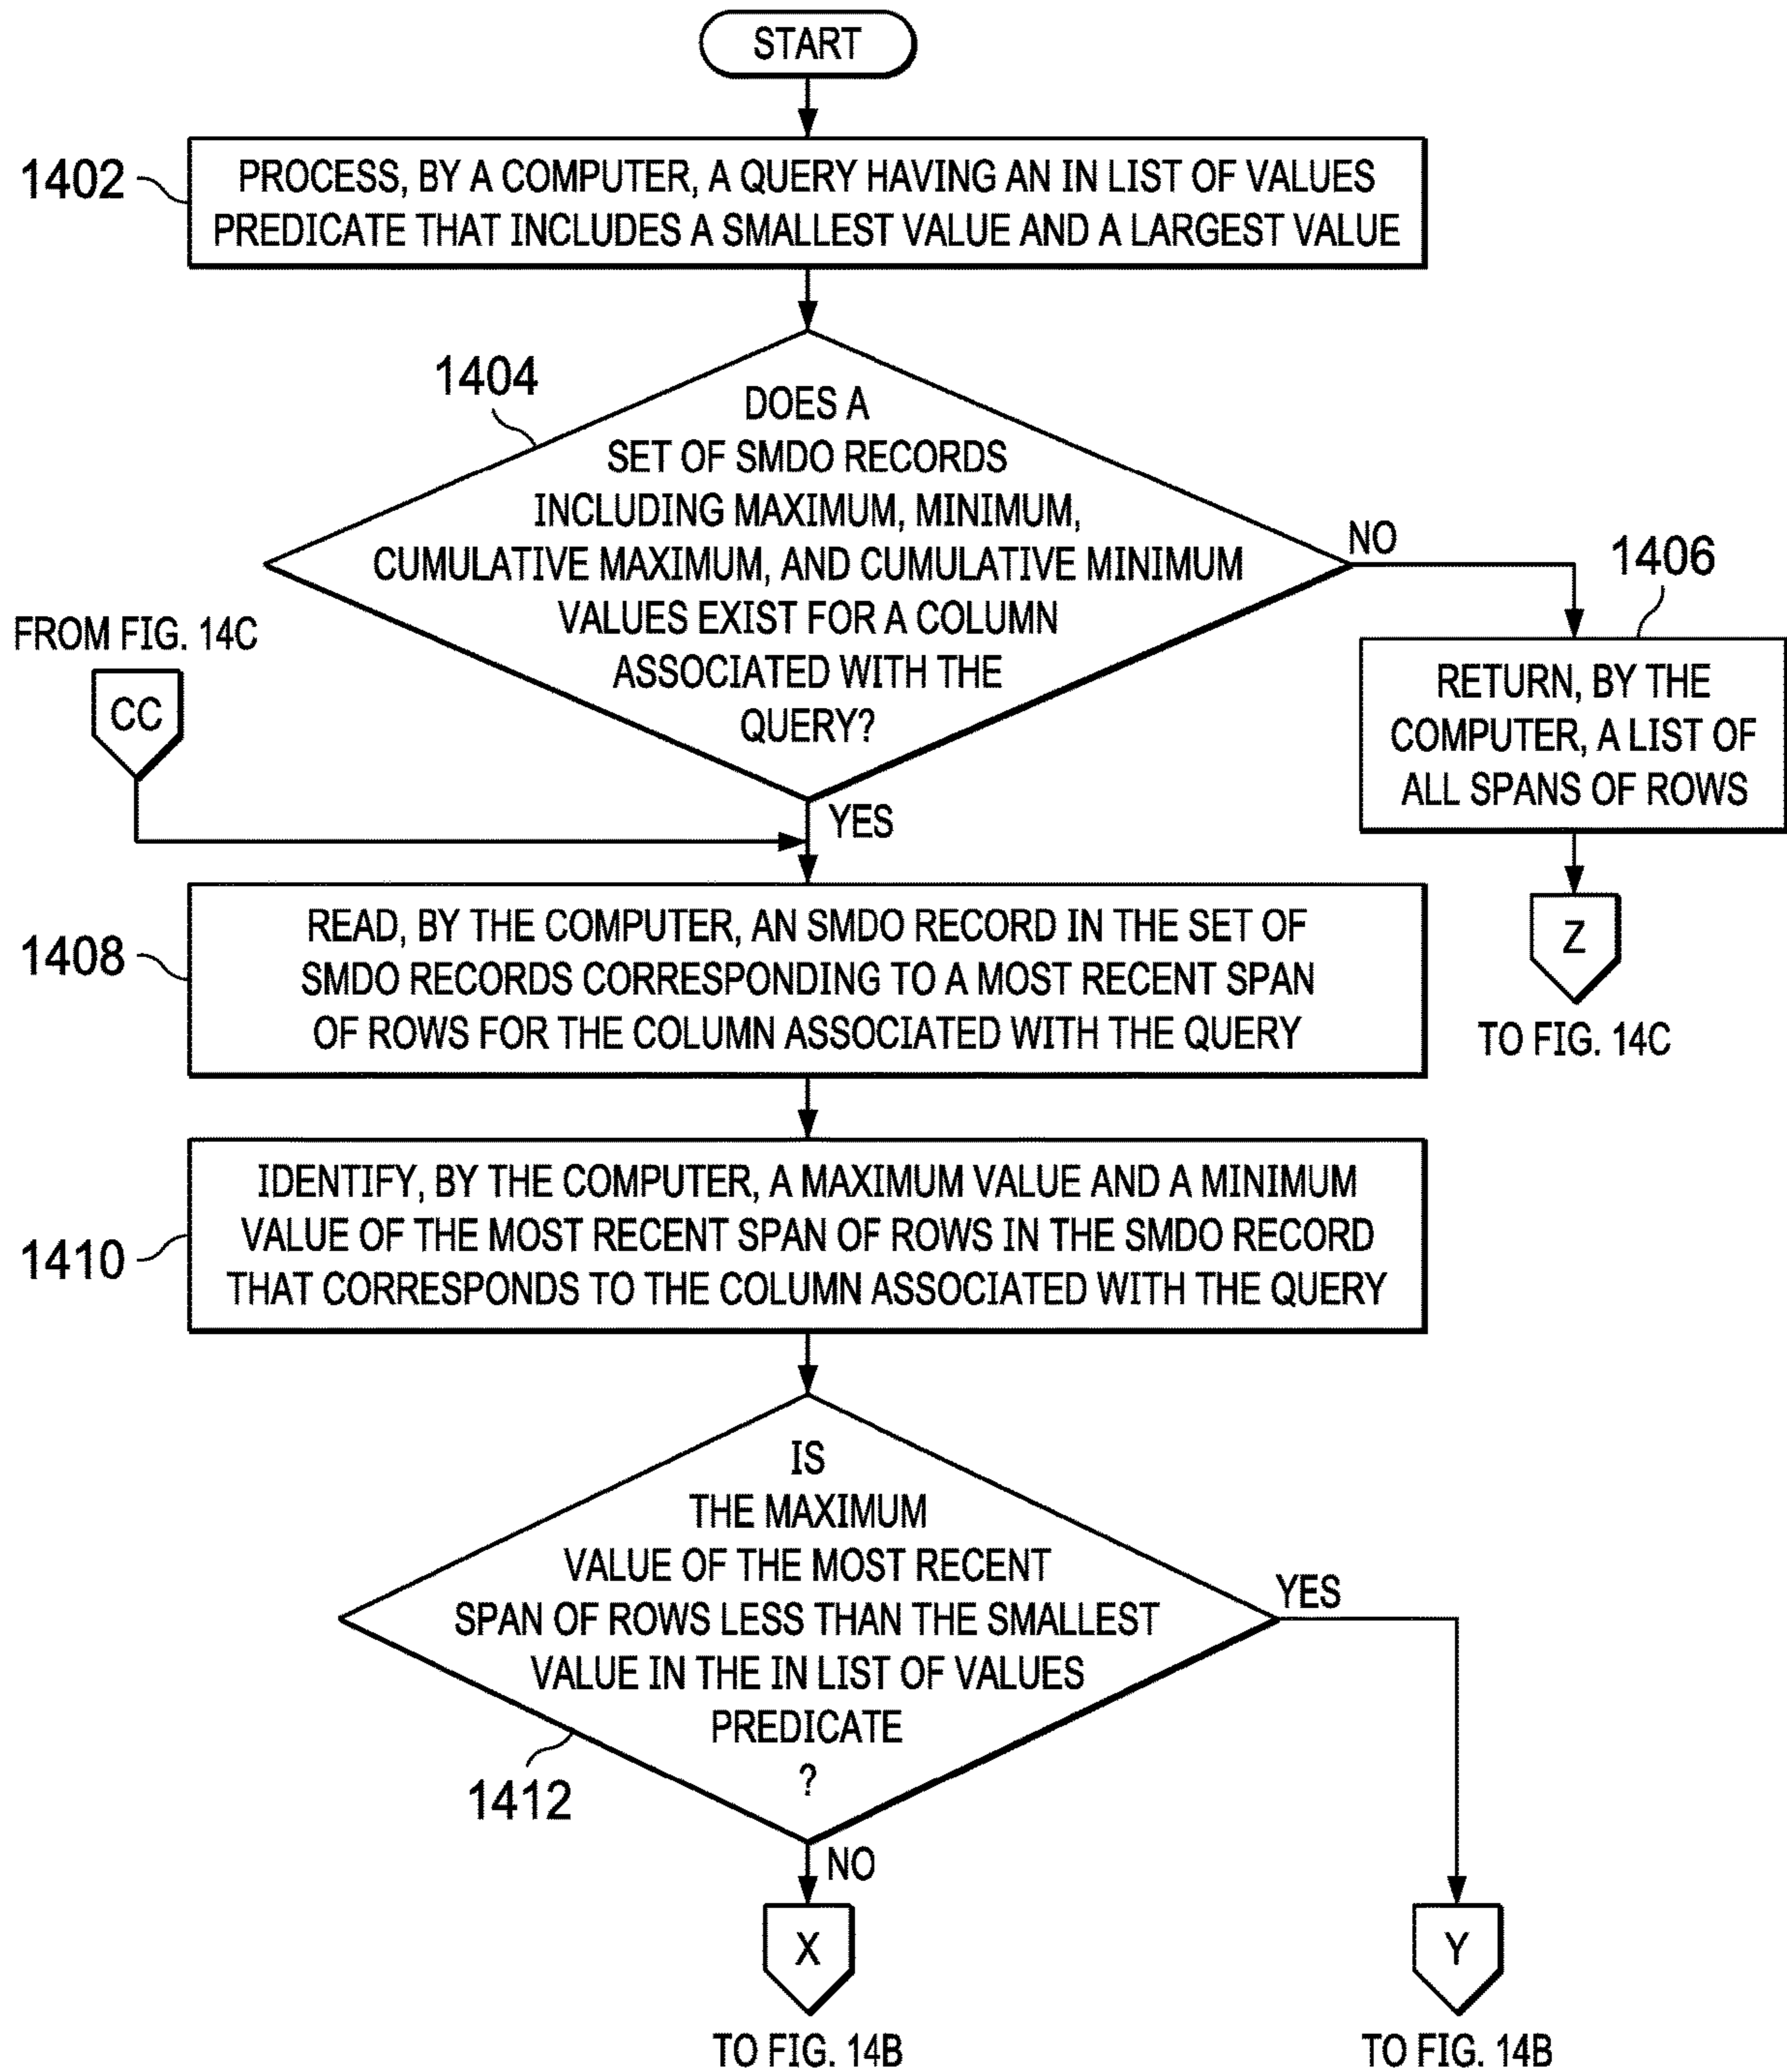 START
1402
PROCESS, BY A COMPUTER, A QUERY HAVING AN IN LIST OF VALUES
PREDICATE THAT INCLUDES A SMALLEST VALUE AND A LARGEST VALUE
1404
DOES A
SET OF SMDO RECORDS
INCLUDING MAXIMUM, MINIMUM,
CUMULATIVE MAXIMUM, AND CUMULATIVE MINIMUM
VALUES EXIST FOR A COLUMN
ASSOCIATED WITH THE
QUERY?
NO
1406
RETURN, BY THE
COMPUTER, A LIST OF
ALL SPANS OF ROWS
Z
TO FIG. 14C
FROM FIG. 14C
CC
YES
1408
READ, BY THE COMPUTER, AN SMDO RECORD IN THE SET OF
SMDO RECORDS CORRESPONDING TO A MOST RECENT SPAN
OF ROWS FOR THE COLUMN ASSOCIATED WITH THE QUERY
1410
IDENTIFY, BY THE COMPUTER, A MAXIMUM VALUE AND A MINIMUM
VALUE OF THE MOST RECENT SPAN OF ROWS IN THE SMDO RECORD
THAT CORRESPONDS TO THE COLUMN ASSOCIATED WITH THE QUERY
IS
THE MAXIMUM
VALUE OF THE MOST RECENT
SPAN OF ROWS LESS THAN THE SMALLEST
VALUE IN THE IN LIST OF VALUES
PREDICATE
?
1412
YES
NO
X
TO FIG. 14B
Y
TO FIG. 14B